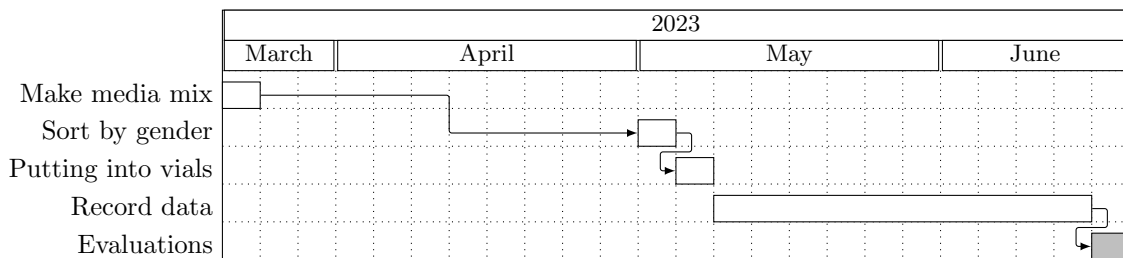 2023
March April May June
Make media mix
Sort by gender
Putting into vials
Record data
Evaluations